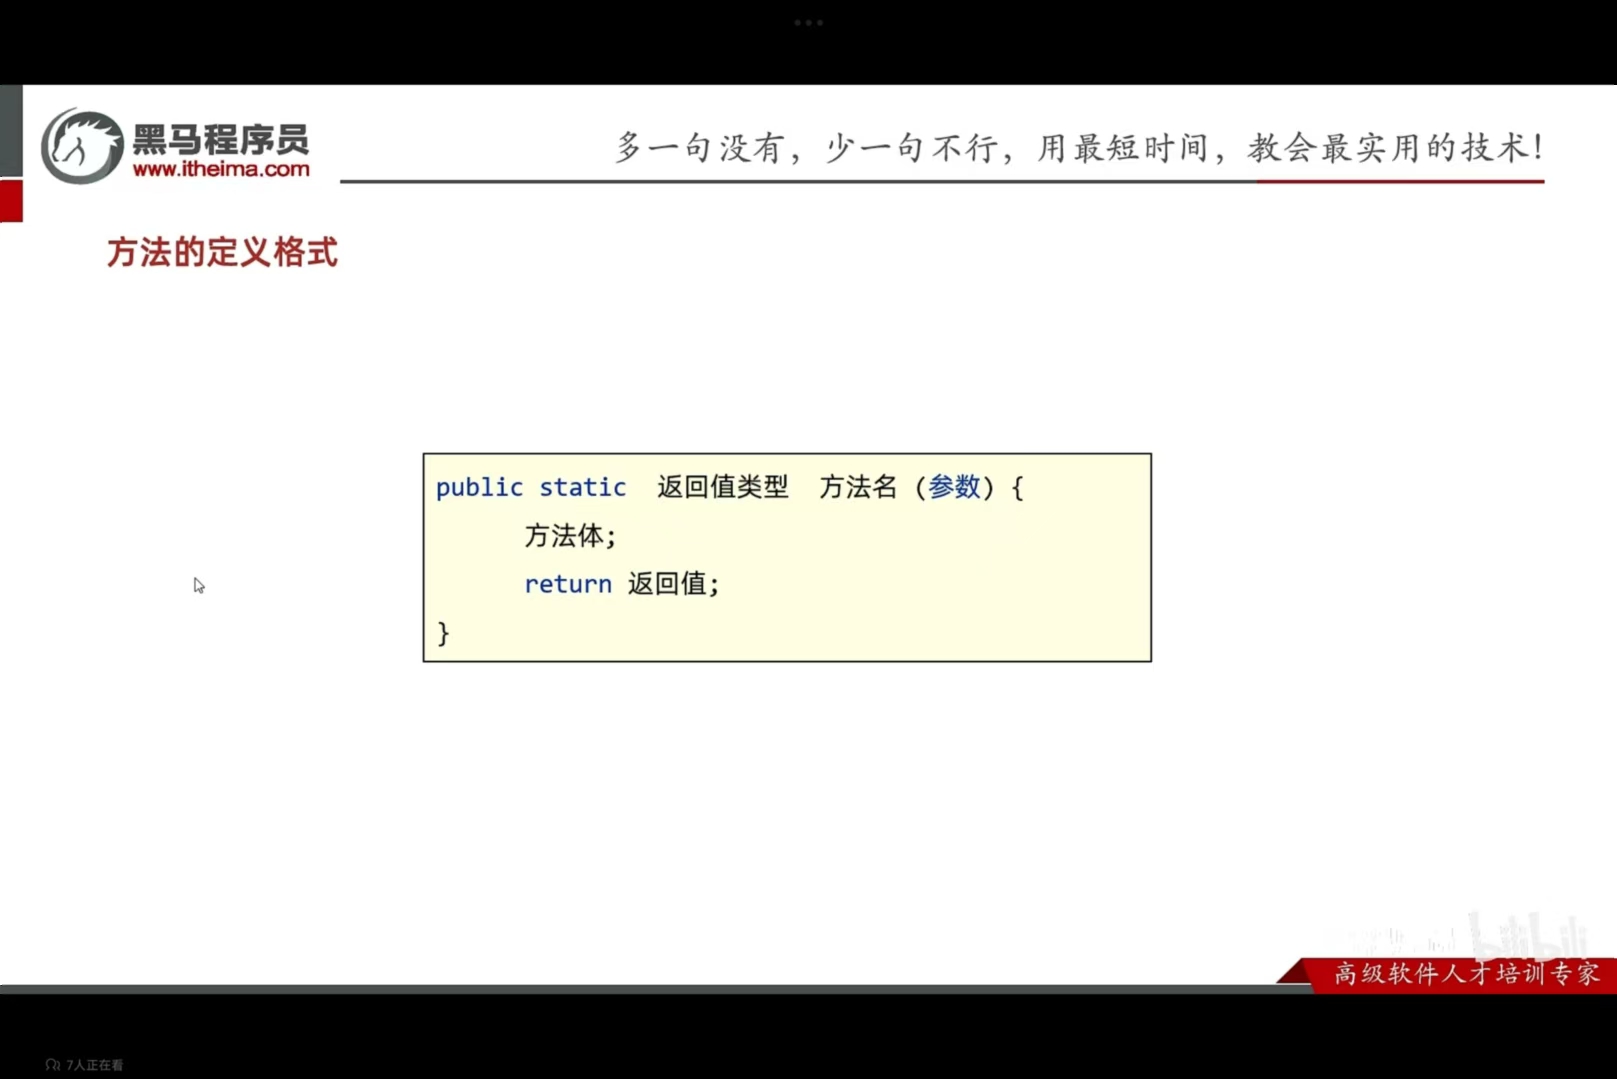 黑马程序员
www.itheima.com
多一句没有，少一句不行，用最短时间，教会最实用的技术！
方法的定义格式
public static 返回值类型 方法名 (参数) {
方法体;
return 返回值;
}
bilibili
高级软件人才培训专家
7人正在看